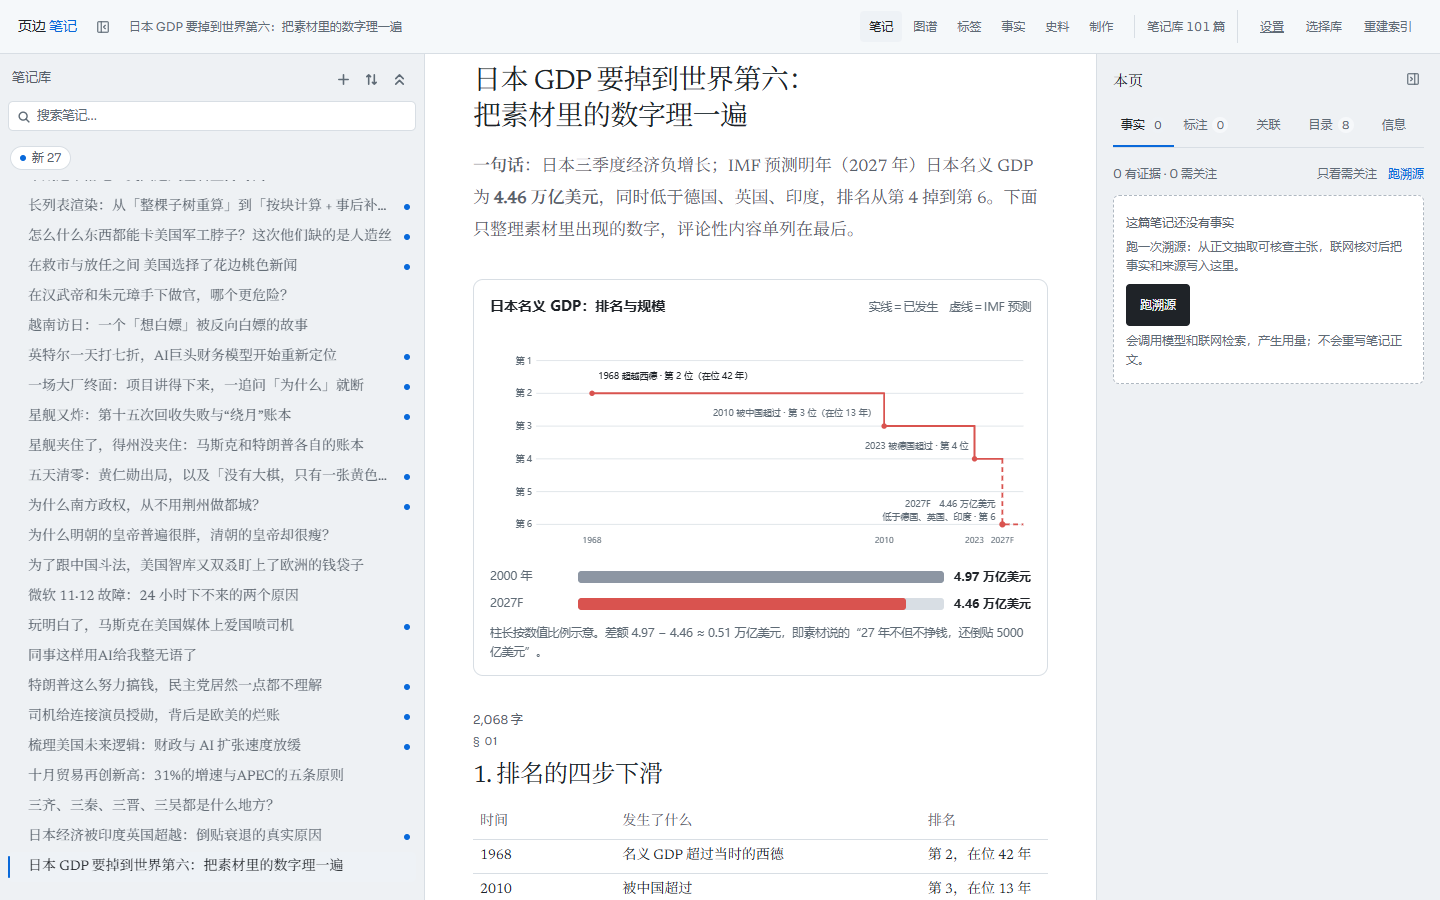 页边 笔记
日本 GDP 要掉到世界第六：把素材里的数字理一遍
笔记 图谱 标签 事实 史料 制作 笔记库 101 篇 设置 选择库 重建索引
笔记库
搜索笔记...
新 27
长列表渲染：从「整棵子树重算」到「按块计算 + 事后补...
怎么什么东西都能卡美国军工脖子？这次他们缺的是人造丝
在救市与放任之间 美国选择了花边桃色新闻
在汉武帝和朱元璋手下做官，哪个更危险？
越南访日：一个「想白嫖」被反向白嫖的故事
英特尔一天打七折，AI巨头财务模型开始重新定位
一场大厂终面：项目讲得下来，一追问「为什么」就断
星舰又炸：第十五次回收失败与“绕月”账本
星舰夹住了，得州没夹住：马斯克和特朗普各自的账本
五天清零：黄仁勋出局，以及「没有大棋，只有一张黄色...
为什么南方政权，从不用荆州做都城？
为什么明朝的皇帝普遍很胖，清朝的皇帝却很瘦？
为了跟中国斗法，美国智库又双叒盯上了欧洲的钱袋子
微软 11·12 故障：24 小时下不来的两个原因
玩明白了，马斯克在美国媒体上爱国喷司机
同事这样用AI给我整无语了
特朗普这么努力搞钱，民主党居然一点都不理解
司机给连接演员授勋，背后是欧美的烂账
梳理美国未来逻辑：财政与 AI 扩张速度放缓
十月贸易再创新高：31%的增速与APEC的五条原则
三齐、三秦、三晋、三吴都是什么地方？
日本经济被印度英国超越：倒贴衰退的真实原因
日本 GDP 要掉到世界第六：把素材里的数字理一遍
日本 GDP 要掉到世界第六：
把素材里的数字理一遍
一句话：日本三季度经济负增长；IMF 预测明年（2027 年）日本名义 GDP
为 4.46 万亿美元，同时低于德国、英国、印度，排名从第 4 掉到第 6。下面
只整理素材里出现的数字，评论性内容单列在最后。
日本名义 GDP：排名与规模
实线＝已发生 虚线＝IMF 预测
第 1
1968 超越西德 · 第 2 位（在位 42 年）
第 2
2010 被中国超过 · 第 3 位（在位 13 年）
第 3
2023 被德国超过 · 第 4 位
第 4
第 5
2027F 4.46 万亿美元
低于德国、英国、印度 · 第 6
第 6
1968 2010 2023 2027F
2000 年 4.97 万亿美元
2027F 4.46 万亿美元
柱长按数值比例示意。差额 4.97 − 4.46 ≈ 0.51 万亿美元，即素材说的“27 年不但不挣钱，还倒贴 5000
亿美元”。
2,068 字
§ 01
1. 排名的四步下滑
时间 发生了什么 排名
1968 名义 GDP 超过当时的西德 第 2，在位 42 年
2010 被中国超过 第 3，在位 13 年
本页
事实 0 标注 0 关联 目录 8 信息
0 有证据 · 0 需关注 只看需关注 跑溯源
这篇笔记还没有事实
跑一次溯源：从正文抽取可核查主张，联网核对后把
事实和来源写入这里。
跑溯源
会调用模型和联网检索，产生用量；不会重写笔记正
文。